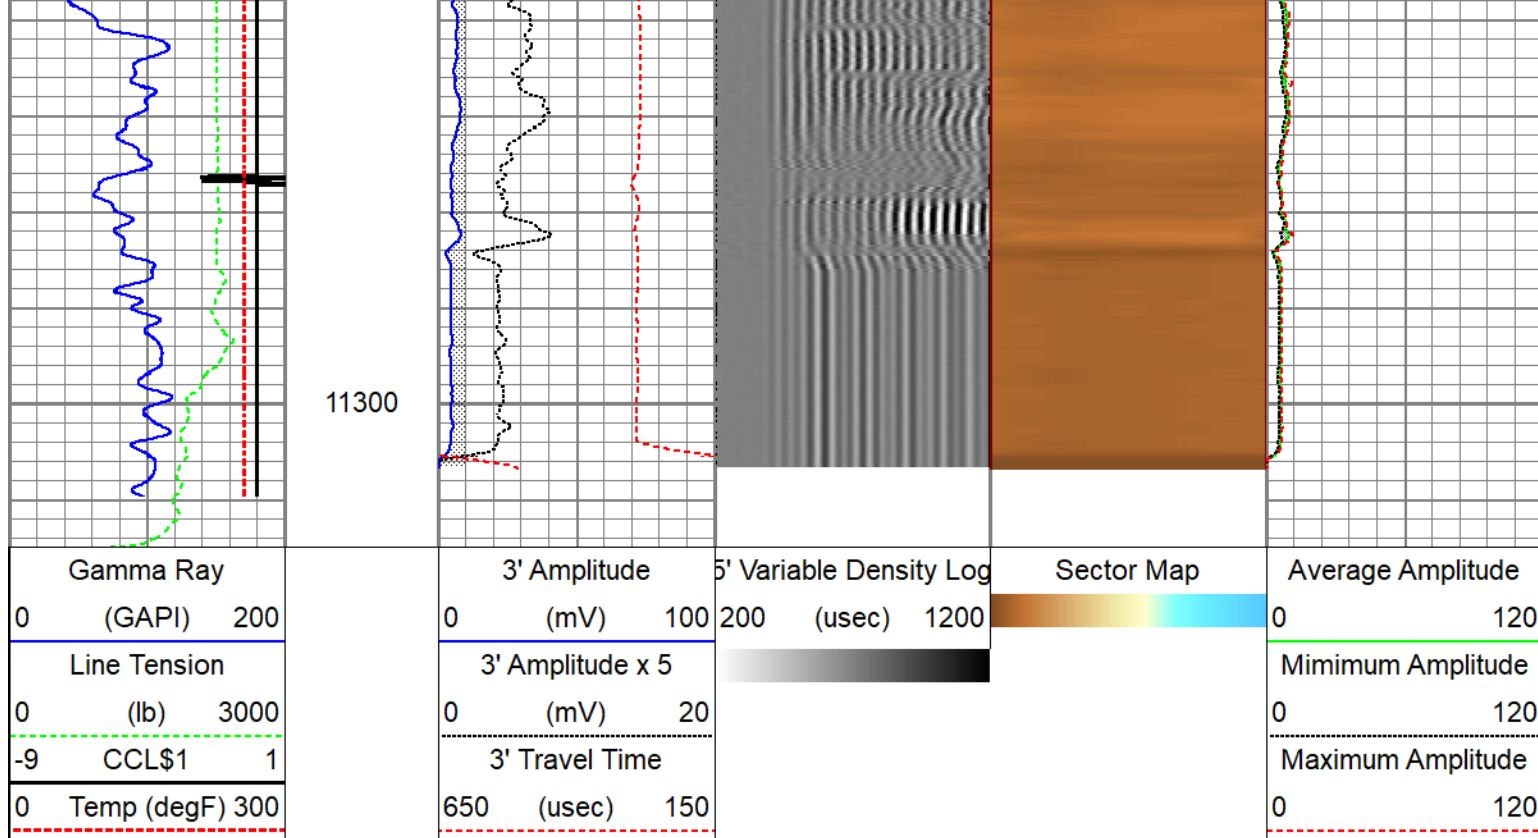 11300
Gamma Ray
0 (GAPI) 200
Line Tension
0 (lb) 3000
-9 CCL$1 1
0 Temp (degF) 300
3' Amplitude
0 (mV) 100
3' Amplitude x 5
0 (mV) 20
3' Travel Time
650 (usec) 150
5' Variable Density Log
200 (usec) 1200
Sector Map
Average Amplitude
0 120
Mimimum Amplitude
0 120
Maximum Amplitude
0 120